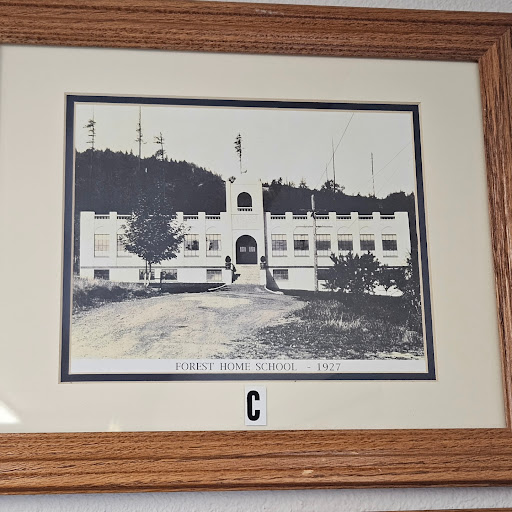 FOREST HOME SCHOOL - 1927
C